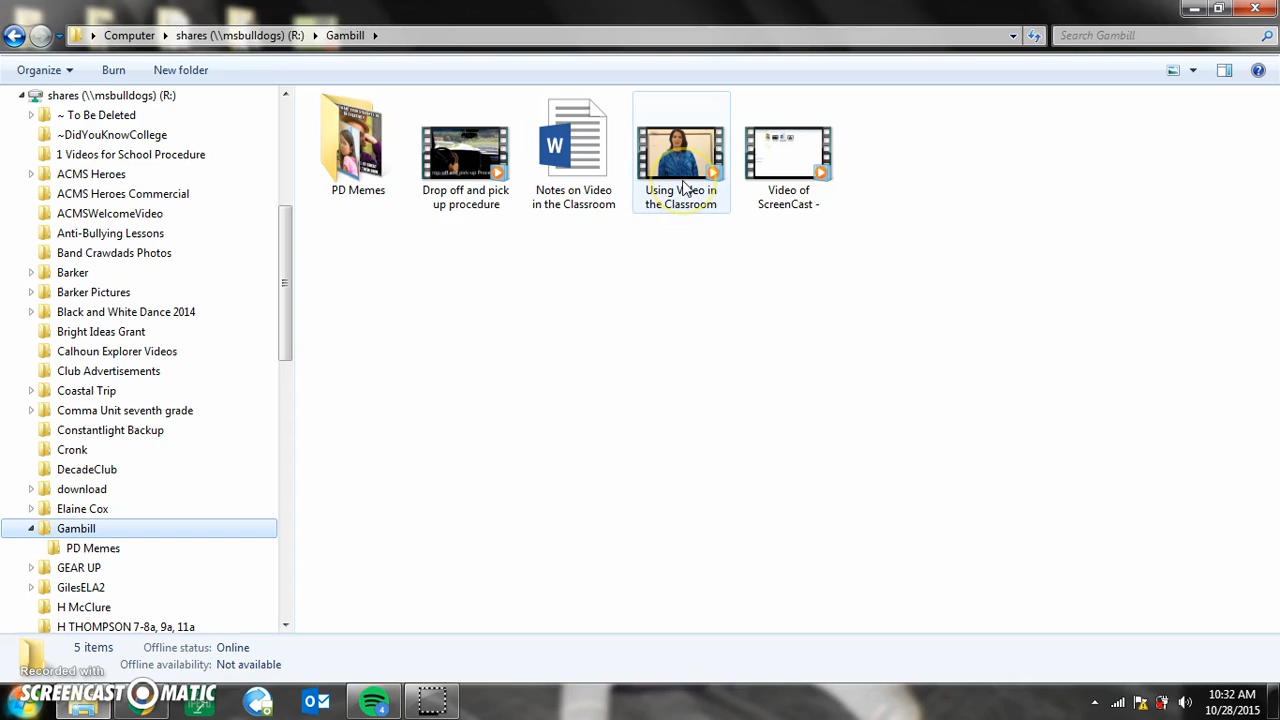 Computer ▸ shares (\\msbulldogs) (R:) ▸ Gambill ▸
Search Gambill
Organize ▾ Burn New folder
shares (\\msbulldogs) (R:)
~ To Be Deleted
~DidYouKnowCollege
1 Videos for School Procedure
ACMS Heroes
ACMS Heroes Commercial
ACMSWelcomeVideo
Anti-Bullying Lessons
Band Crawdads Photos
Barker
Barker Pictures
Black and White Dance 2014
Bright Ideas Grant
Calhoun Explorer Videos
Club Advertisements
Coastal Trip
Comma Unit seventh grade
Constantlight Backup
Cronk
DecadeClub
download
Elaine Cox
Gambill
PD Memes
GEAR UP
GilesELA2
H McClure
H THOMPSON 7-8a, 9a, 11a
PD Memes
Drop off and pick
up procedure
W
Notes on Video
in the Classroom
Using Video in
the Classroom
Video of
ScreenCast -
5 items
Offline status: Online
Offline availability: Not available
Recorded with
SCREENCAST MATIC
4
10:32 AM
10/28/2015